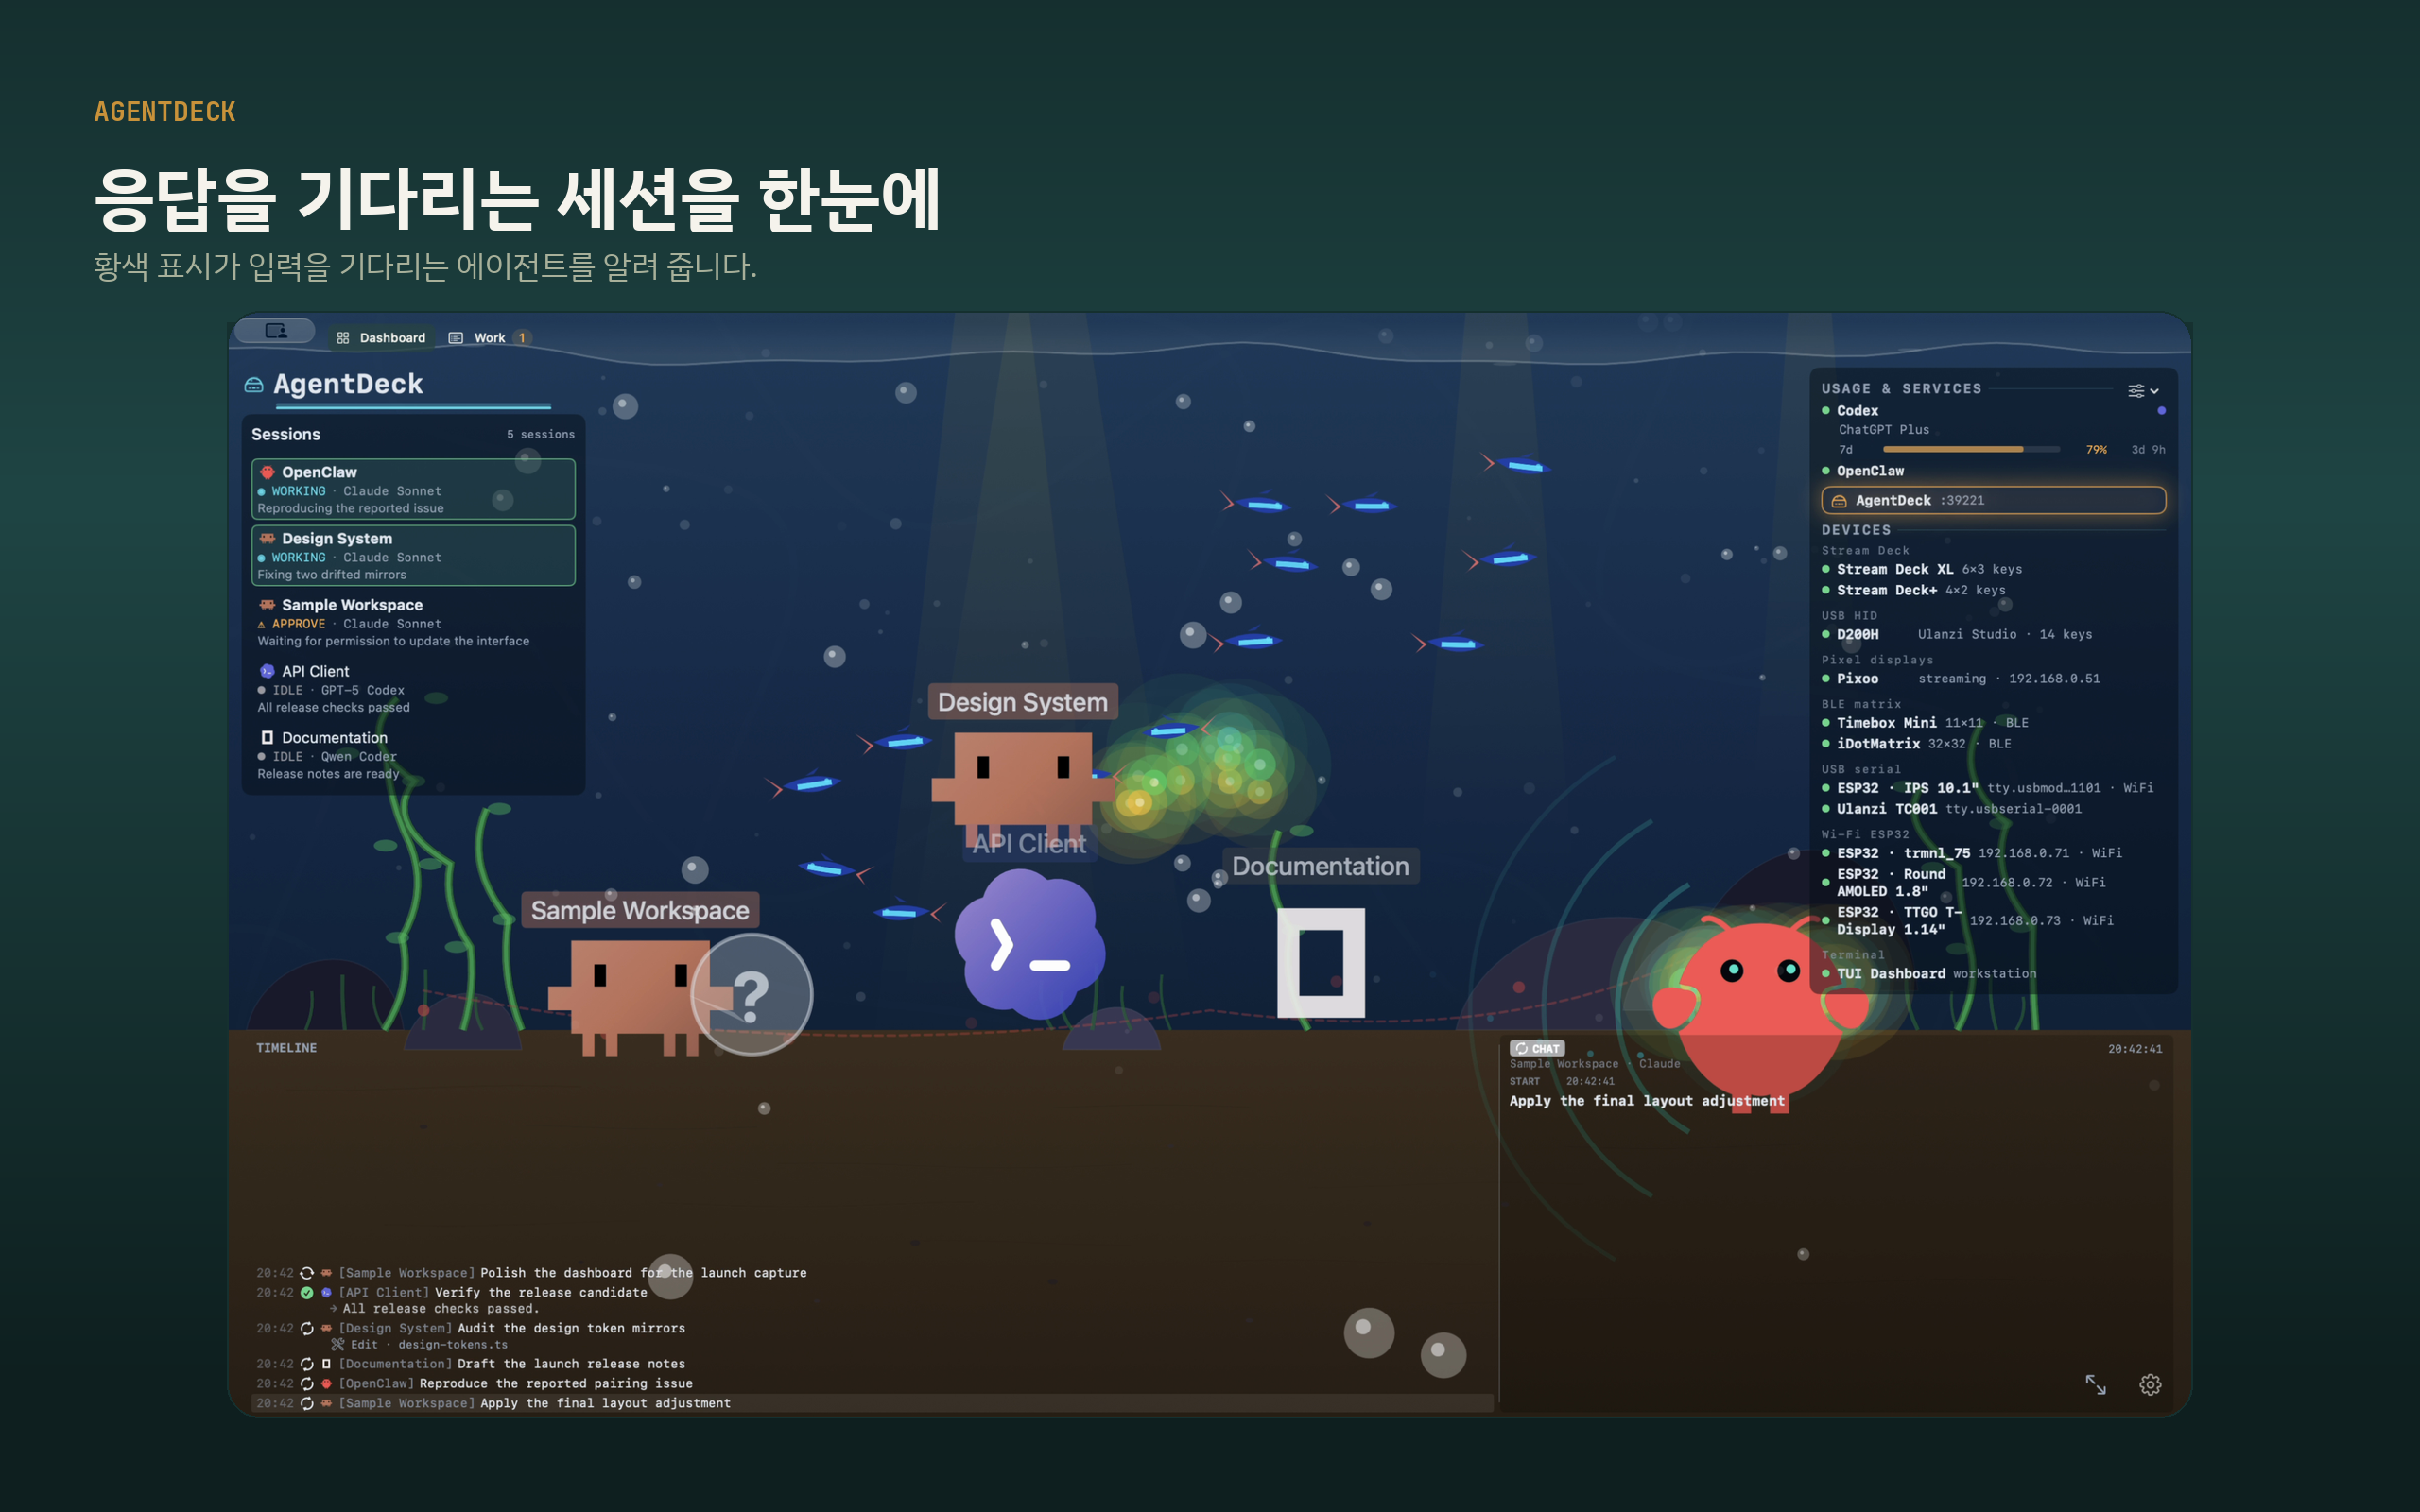 AGENTDECK
응답을 기다리는 세션을 한눈에
황색 표시가 입력을 기다리는 에이전트를 알려 줍니다.
Dashboard
Work 1
AgentDeck
Sessions 5 sessions
OpenClaw
WORKING · Claude Sonnet
Reproducing the reported issue
Design System
WORKING · Claude Sonnet
Fixing two drifted mirrors
Sample Workspace
APPROVE · Claude Sonnet
Waiting for permission to update the interface
API Client
IDLE · GPT-5 Codex
All release checks passed
Documentation
IDLE · Qwen Coder
Release notes are ready
Design System
API Client
Documentation
Sample Workspace
?
USAGE & SERVICES
Codex
ChatGPT Plus
7d 79% 3d 9h
OpenClaw
AgentDeck :39221
DEVICES
Stream Deck
Stream Deck XL 6×3 keys
Stream Deck+ 4×2 keys
USB HID
D200H Ulanzi Studio · 14 keys
Pixel displays
Pixoo streaming · 192.168.0.51
BLE matrix
Timebox Mini 11×11 · BLE
iDotMatrix 32×32 · BLE
USB serial
ESP32 · IPS 10.1" tty.usbmod…1101 · WiFi
Ulanzi TC001 tty.usbserial-0001
Wi-Fi ESP32
ESP32 · trmnl_75 192.168.0.71 · WiFi
ESP32 · Round AMOLED 1.8" 192.168.0.72 · WiFi
ESP32 · TTGO T-Display 1.14" 192.168.0.73 · WiFi
Terminal
TUI Dashboard workstation
TIMELINE
20:42 [Sample Workspace] Polish the dashboard for the launch capture
20:42 [API Client] Verify the release candidate
→ All release checks passed.
20:42 [Design System] Audit the design token mirrors
Edit · design-tokens.ts
20:42 [Documentation] Draft the launch release notes
20:42 [OpenClaw] Reproduce the reported pairing issue
20:42 [Sample Workspace] Apply the final layout adjustment
CHAT 20:42:41
Sample Workspace · Claude
START 20:42:41
Apply the final layout adjustment